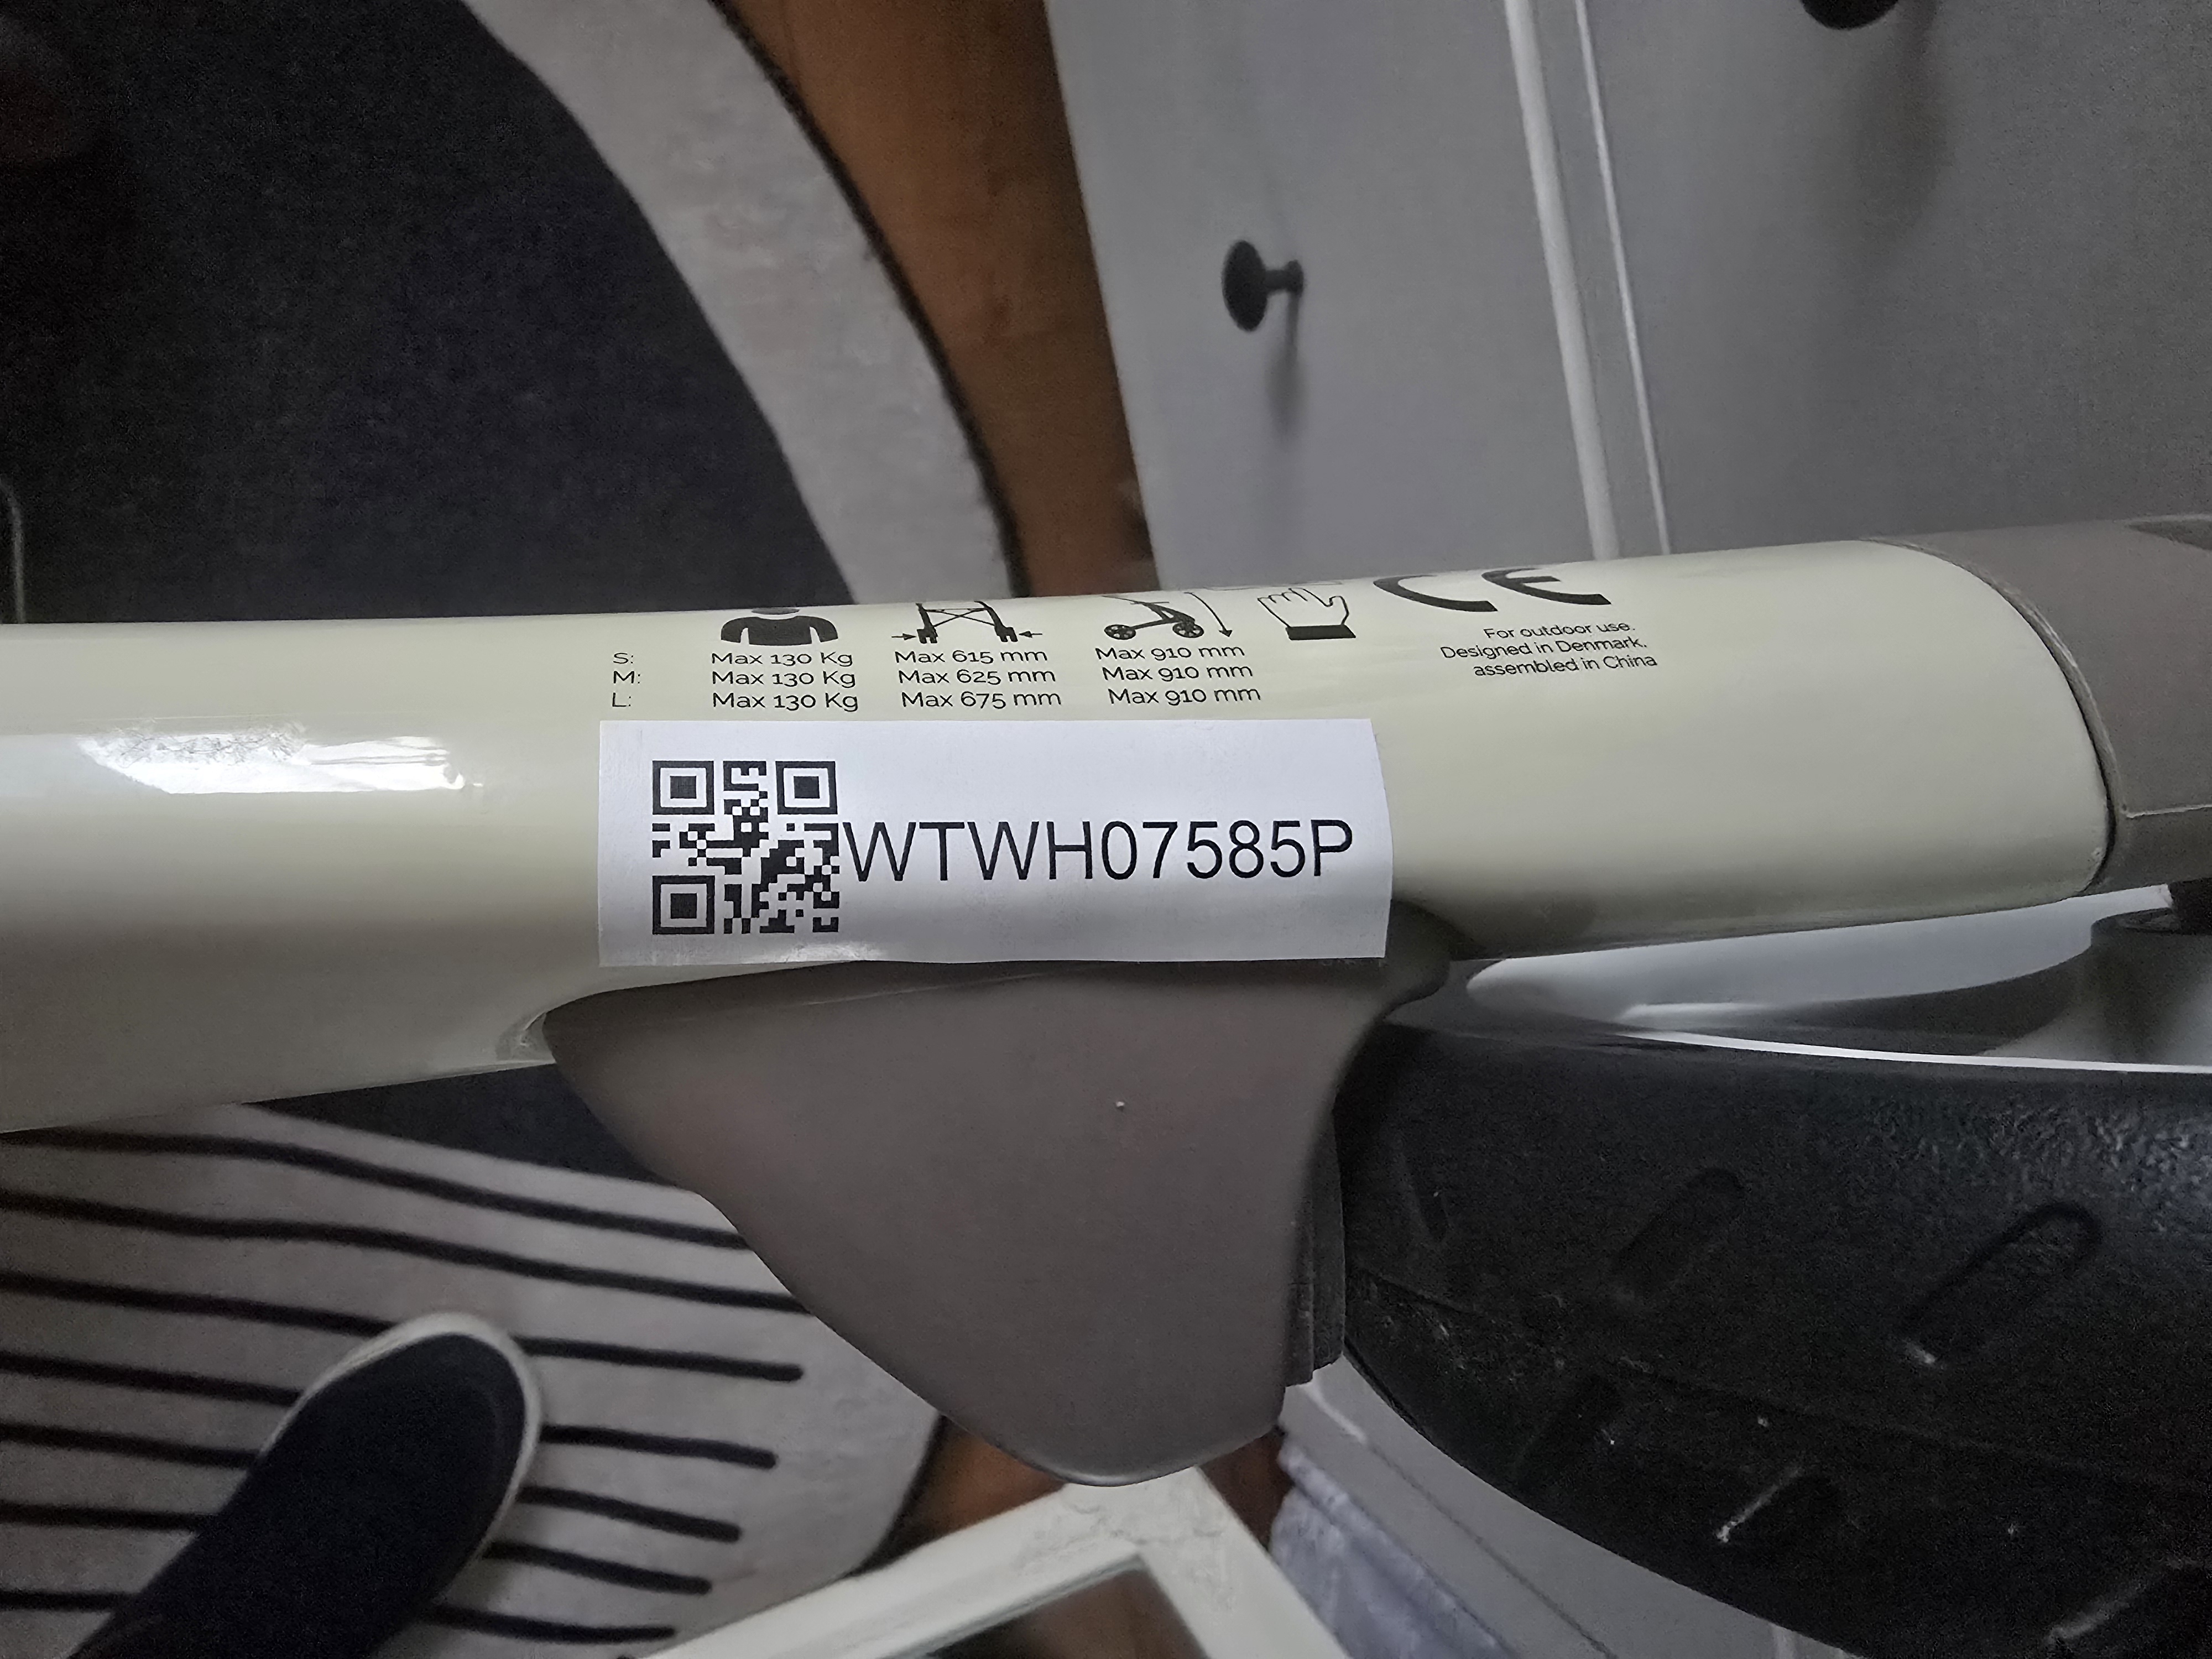 CE
For outdoor use.
Designed in Denmark,
assembled in China
S: Max 130 Kg Max 615 mm Max 910 mm
M: Max 130 Kg Max 625 mm Max 910 mm
L: Max 130 Kg Max 675 mm Max 910 mm
WTWH07585P